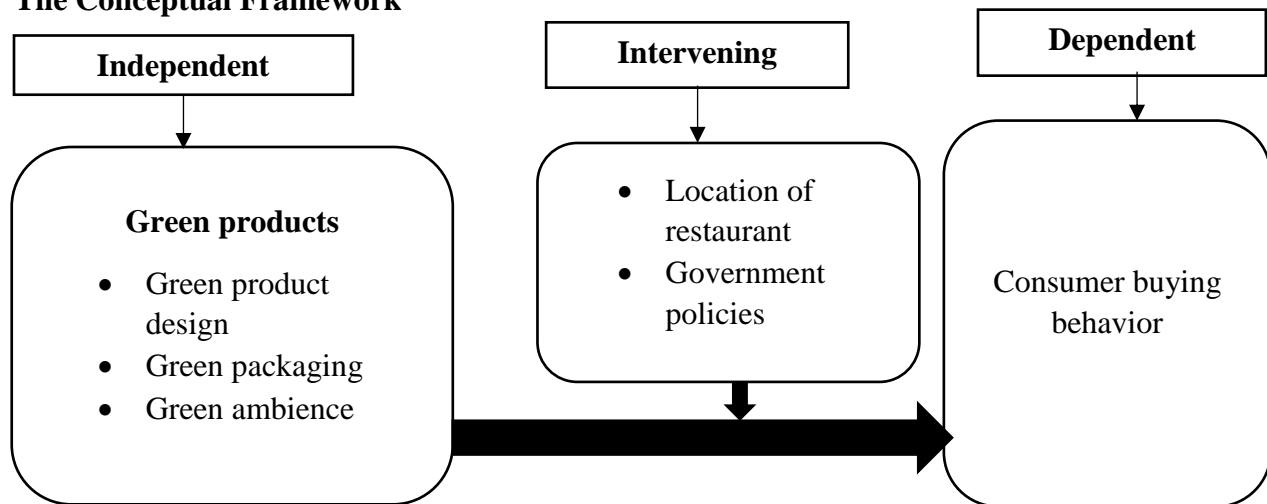 The Conceptual Framework
Independent
Intervening
Dependent
Green products
• Green product
design
• Green packaging
• Green ambience
• Location of
restaurant
• Government
policies
Consumer buying
behavior